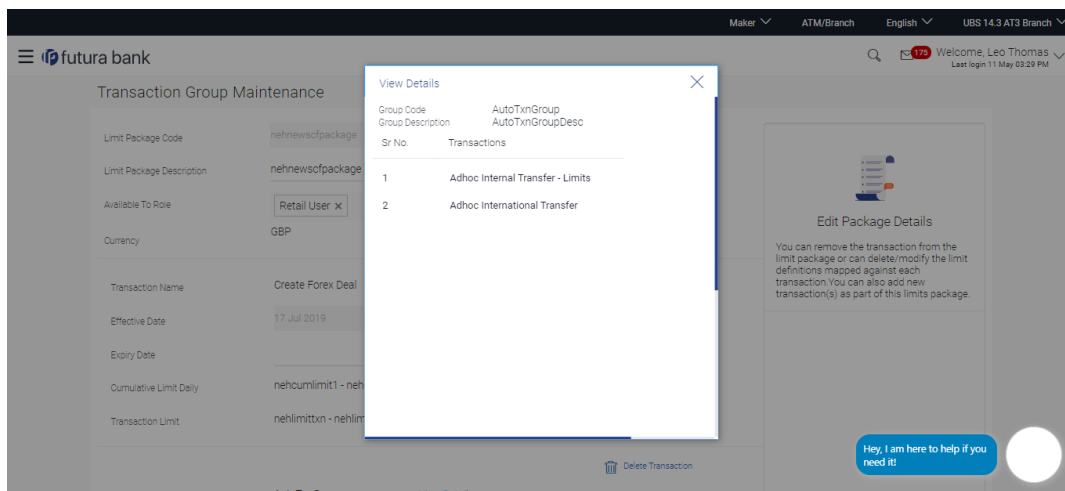 Maker ATM/Branch English UBS 14.3 AT3 Branch
futura bank
175 Welcome, Leo Thomas
Last login 11 May 03:29 PM
Transaction Group Maintenance
View Details
Group Code AutoTxnGroup
Group Description AutoTxnGroupDesc
Sr No. Transactions
1 Adhoc Internal Transfer - Limits
2 Adhoc International Transfer
Limit Package Code nehnewscfpackage
Limit Package Description nehnewscfpackage
Available To Role Retail User ×
Currency GBP
Transaction Name Create Forex Deal
Effective Date 17 Jul 2019
Expiry Date
Cumulative Limit Daily nehcumlimit1 - neh
Transaction Limit nehlimittxn - nehlim
Delete Transaction
Edit Package Details
You can remove the transaction from the
limit package or can delete/modify the limit
definitions mapped against each
transaction.You can also add new
transaction(s) as part of this limits package.
Hey, I am here to help if you
need it!